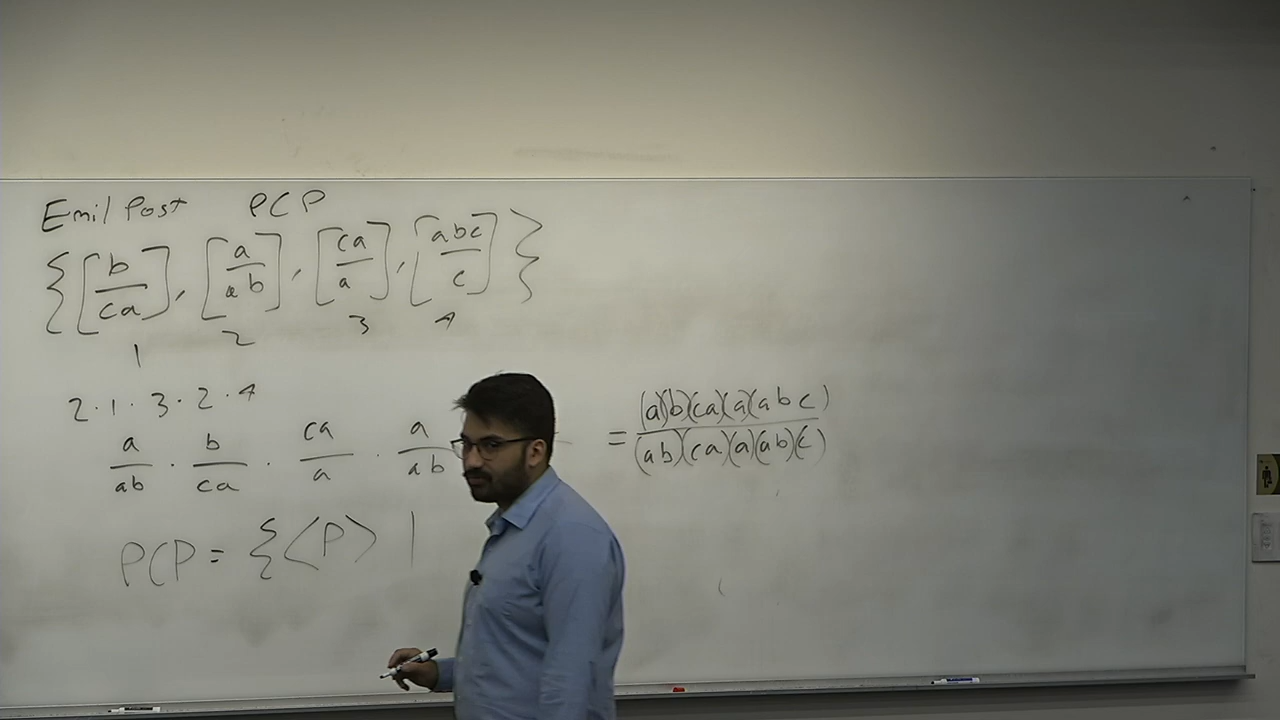 Emil Post PCP
{[b/ca], [a/ab], [ca/a], [abc/c]}
1 2 3 4
2·1·3·2·4
a/ab · b/ca · ca/a · a/ab = (a)(b)(ca)(a)(abc)/(ab)(ca)(a)(ab)(c)
PCP = {⟨P⟩ |